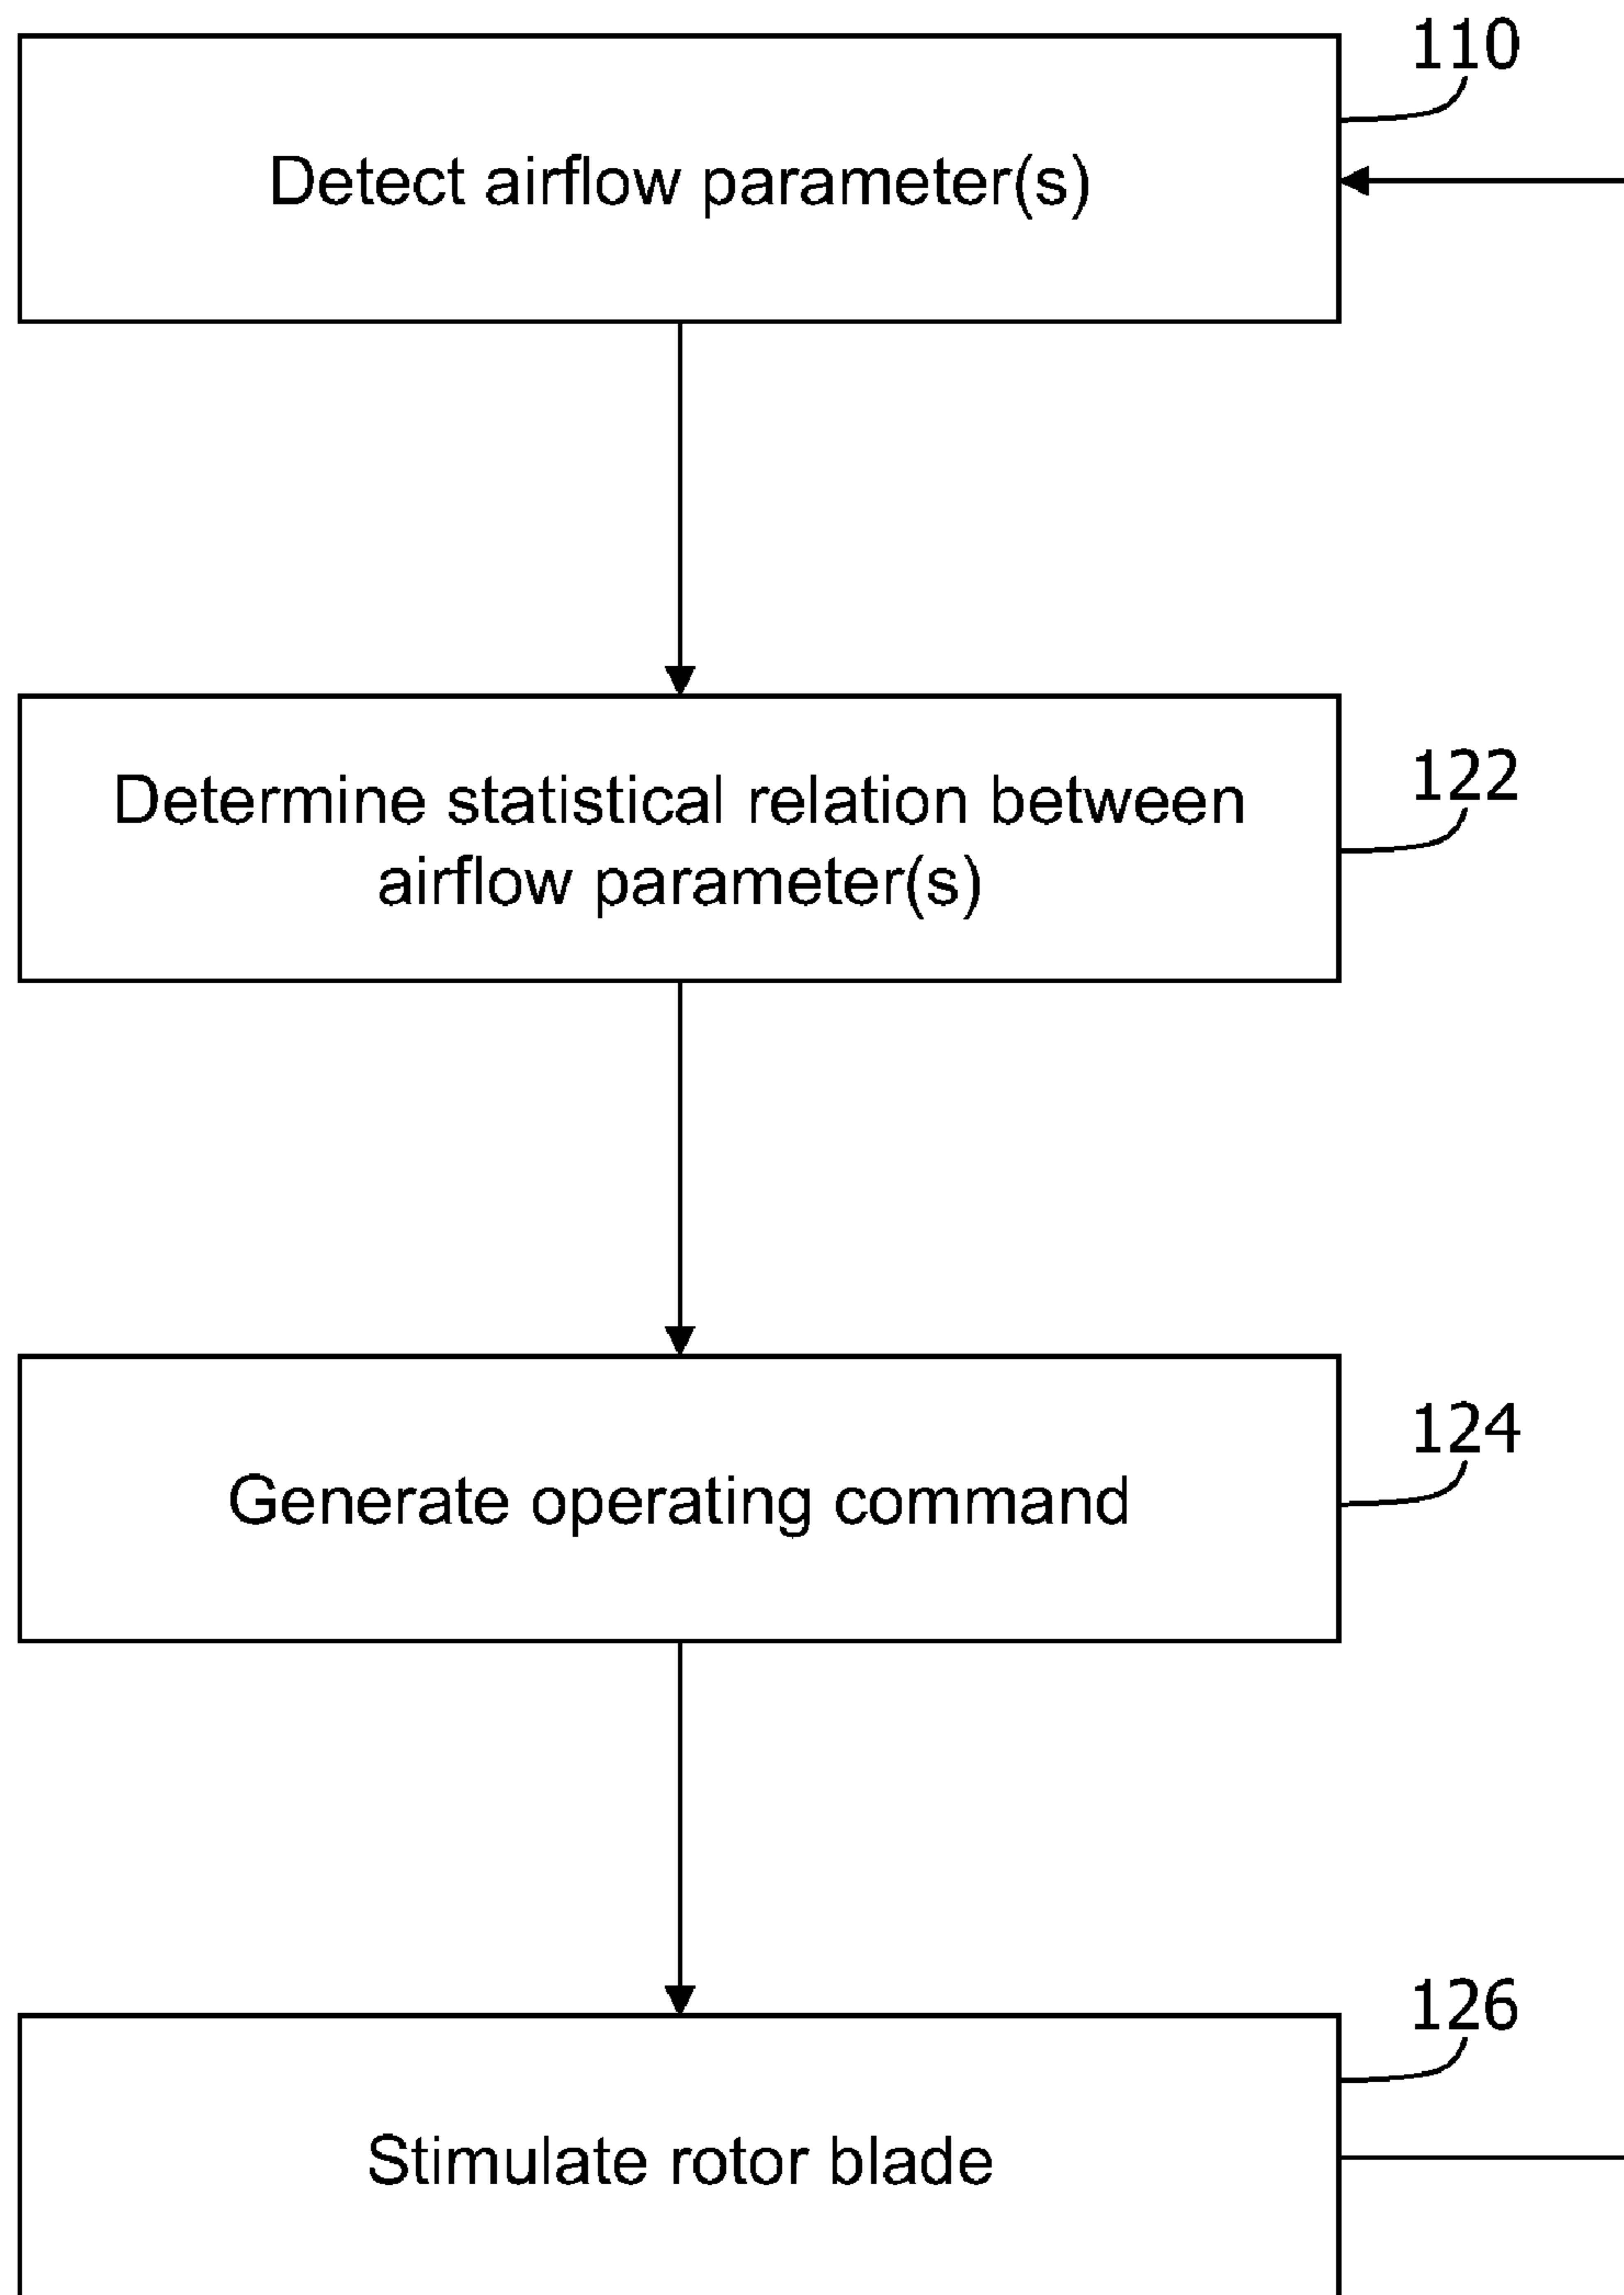 110
Detect airflow parameter(s)
122
Determine statistical relation between
airflow parameter(s)
124
Generate operating command
126
Stimulate rotor blade